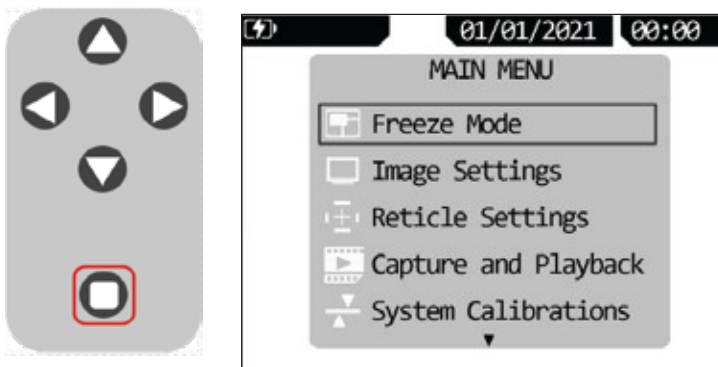 01/01/2021 00:00
MAIN MENU
Freeze Mode
Image Settings
Reticle Settings
Capture and Playback
System Calibrations